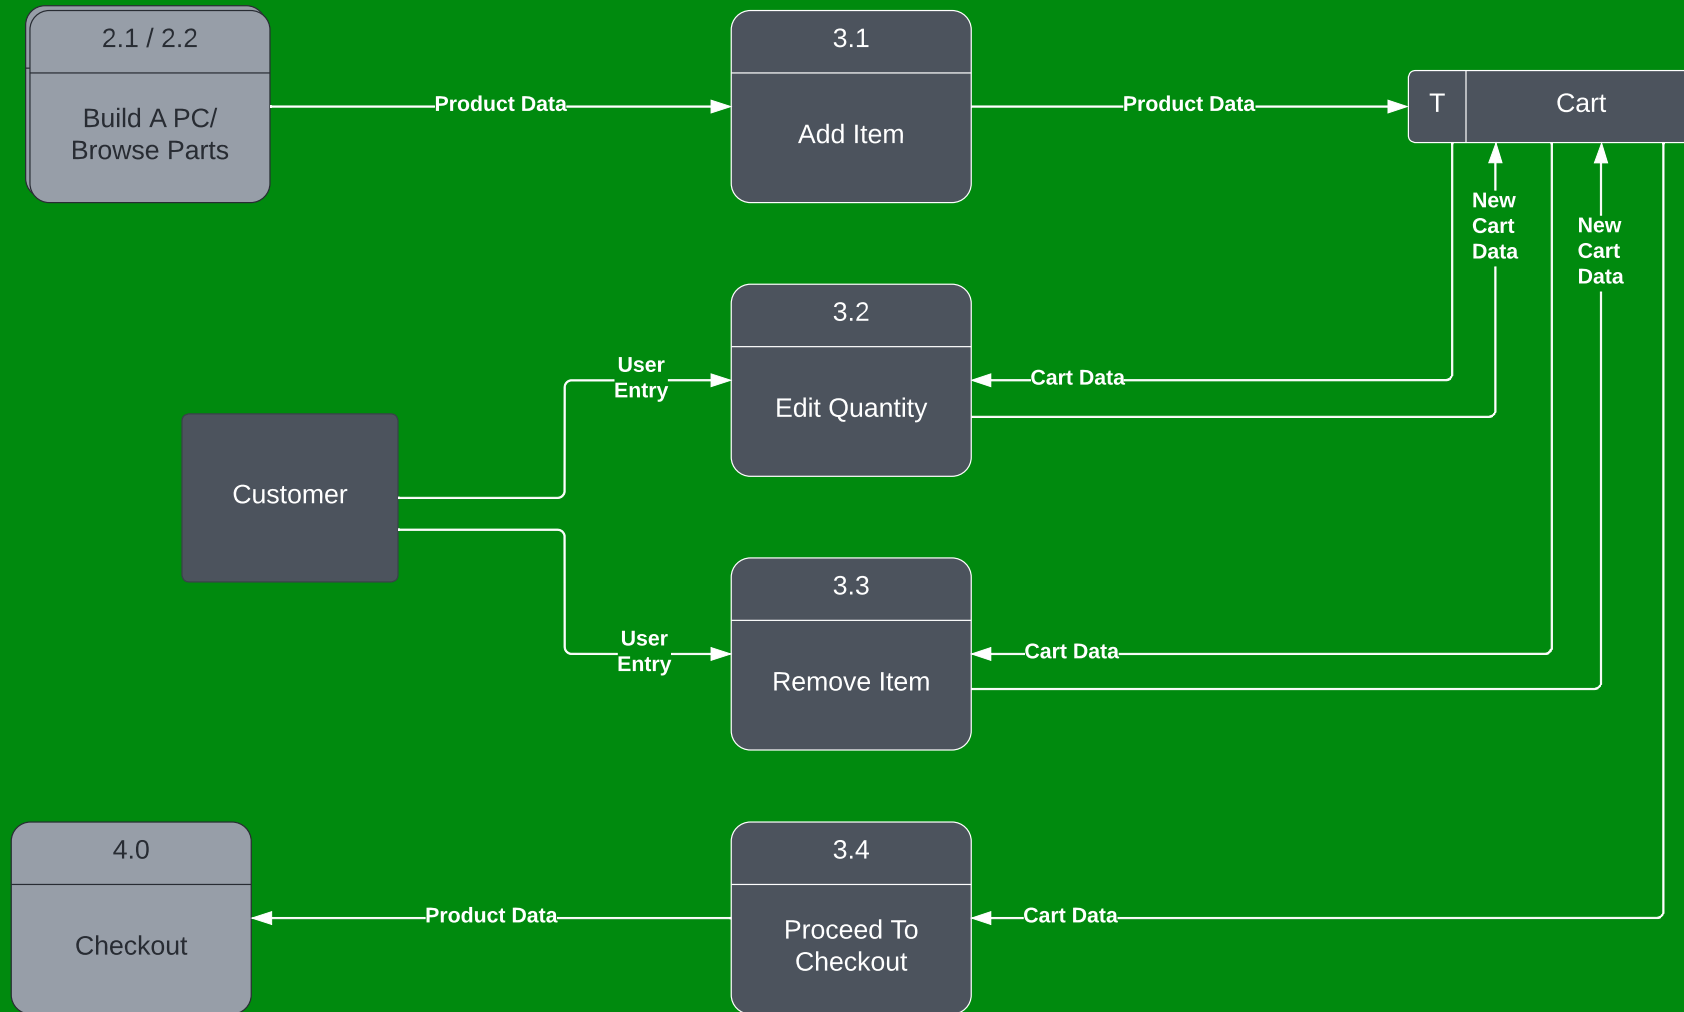 2.1 / 2.2
Build A PC/
Browse Parts
Product Data
3.1
Add Item
Product Data
T
Cart
New
Cart
Data
New
Cart
Data
3.2
Edit Quantity
User
Entry
Cart Data
Customer
3.3
Remove Item
User
Entry
Cart Data
4.0
Checkout
Product Data
3.4
Proceed To
Checkout
Cart Data